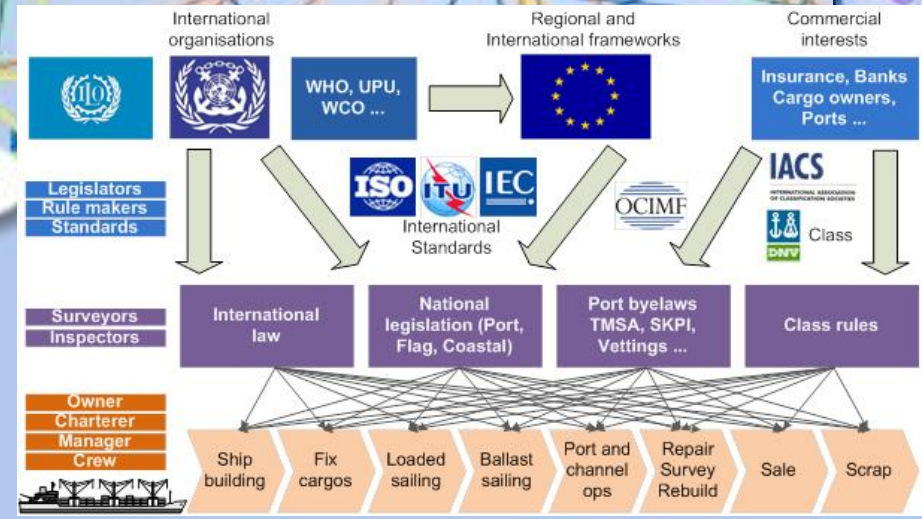 International
organisations
Regional and
International frameworks
Commercial
interests
ILO
WHO, UPU,
WCO ...
Insurance, Banks
Cargo owners,
Ports ...
Legislators
Rule makers
Standards
ISO
ITU
IEC
International
Standards
OCIMF
IACS
INTERNATIONAL ASSOCIATION
OF CLASSIFICATION SOCIETIES
DNV
Class
Surveyors
Inspectors
International
law
National
legislation (Port,
Flag, Coastal)
Port byelaws
TMSA, SKPI,
Vettings ...
Class rules
Owner
Charterer
Manager
Crew
Ship
building
Fix
cargos
Loaded
sailing
Ballast
sailing
Port and
channel
ops
Repair
Survey
Rebuild
Sale
Scrap